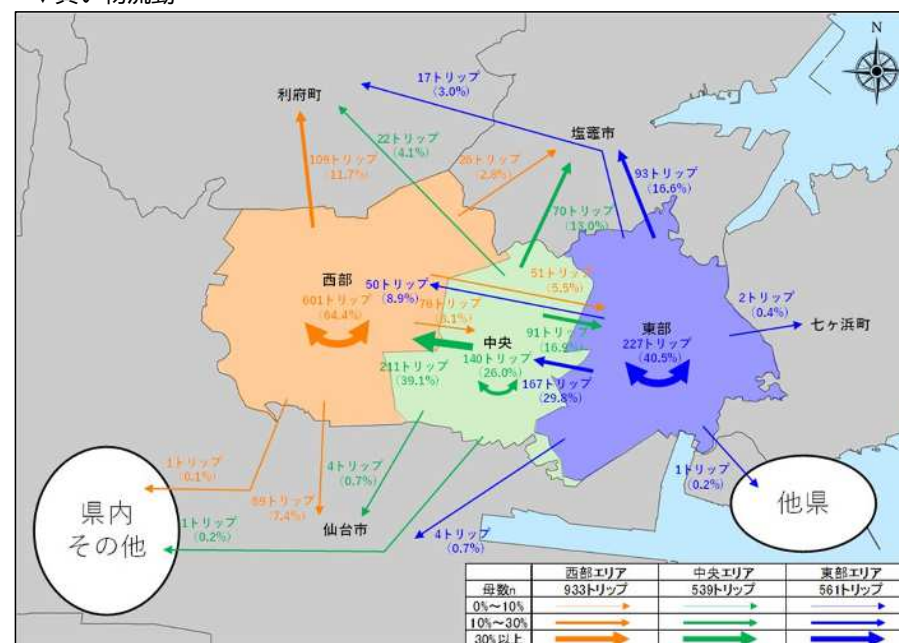 ▼買い物流動
N
17トリップ
(3.0%)
利府町
塩竈市
22トリップ
(4.1%)
109トリップ
(11.7%)
26トリップ
(2.8%)
93トリップ
(16.6%)
70トリップ
(13.0%)
西部
601トリップ
(64.4%)
50トリップ
(8.9%)
51トリップ
(5.5%)
76トリップ
(8.1%)
中央
140トリップ
(26.0%)
91トリップ
(16.9%)
東部
227トリップ
(40.5%)
2トリップ
(0.4%)
七ヶ浜町
211トリップ
(39.1%)
167トリップ
(29.8%)
1トリップ
(0.1%)
69トリップ
(7.4%)
4トリップ
(0.7%)
1トリップ
(0.2%)
県内
その他
1トリップ
(0.2%)
仙台市
4トリップ
(0.7%)
他県
西部エリア 中央エリア 東部エリア
母数n 933トリップ 539トリップ 561トリップ
0%～10%
10%～30%
30%以上